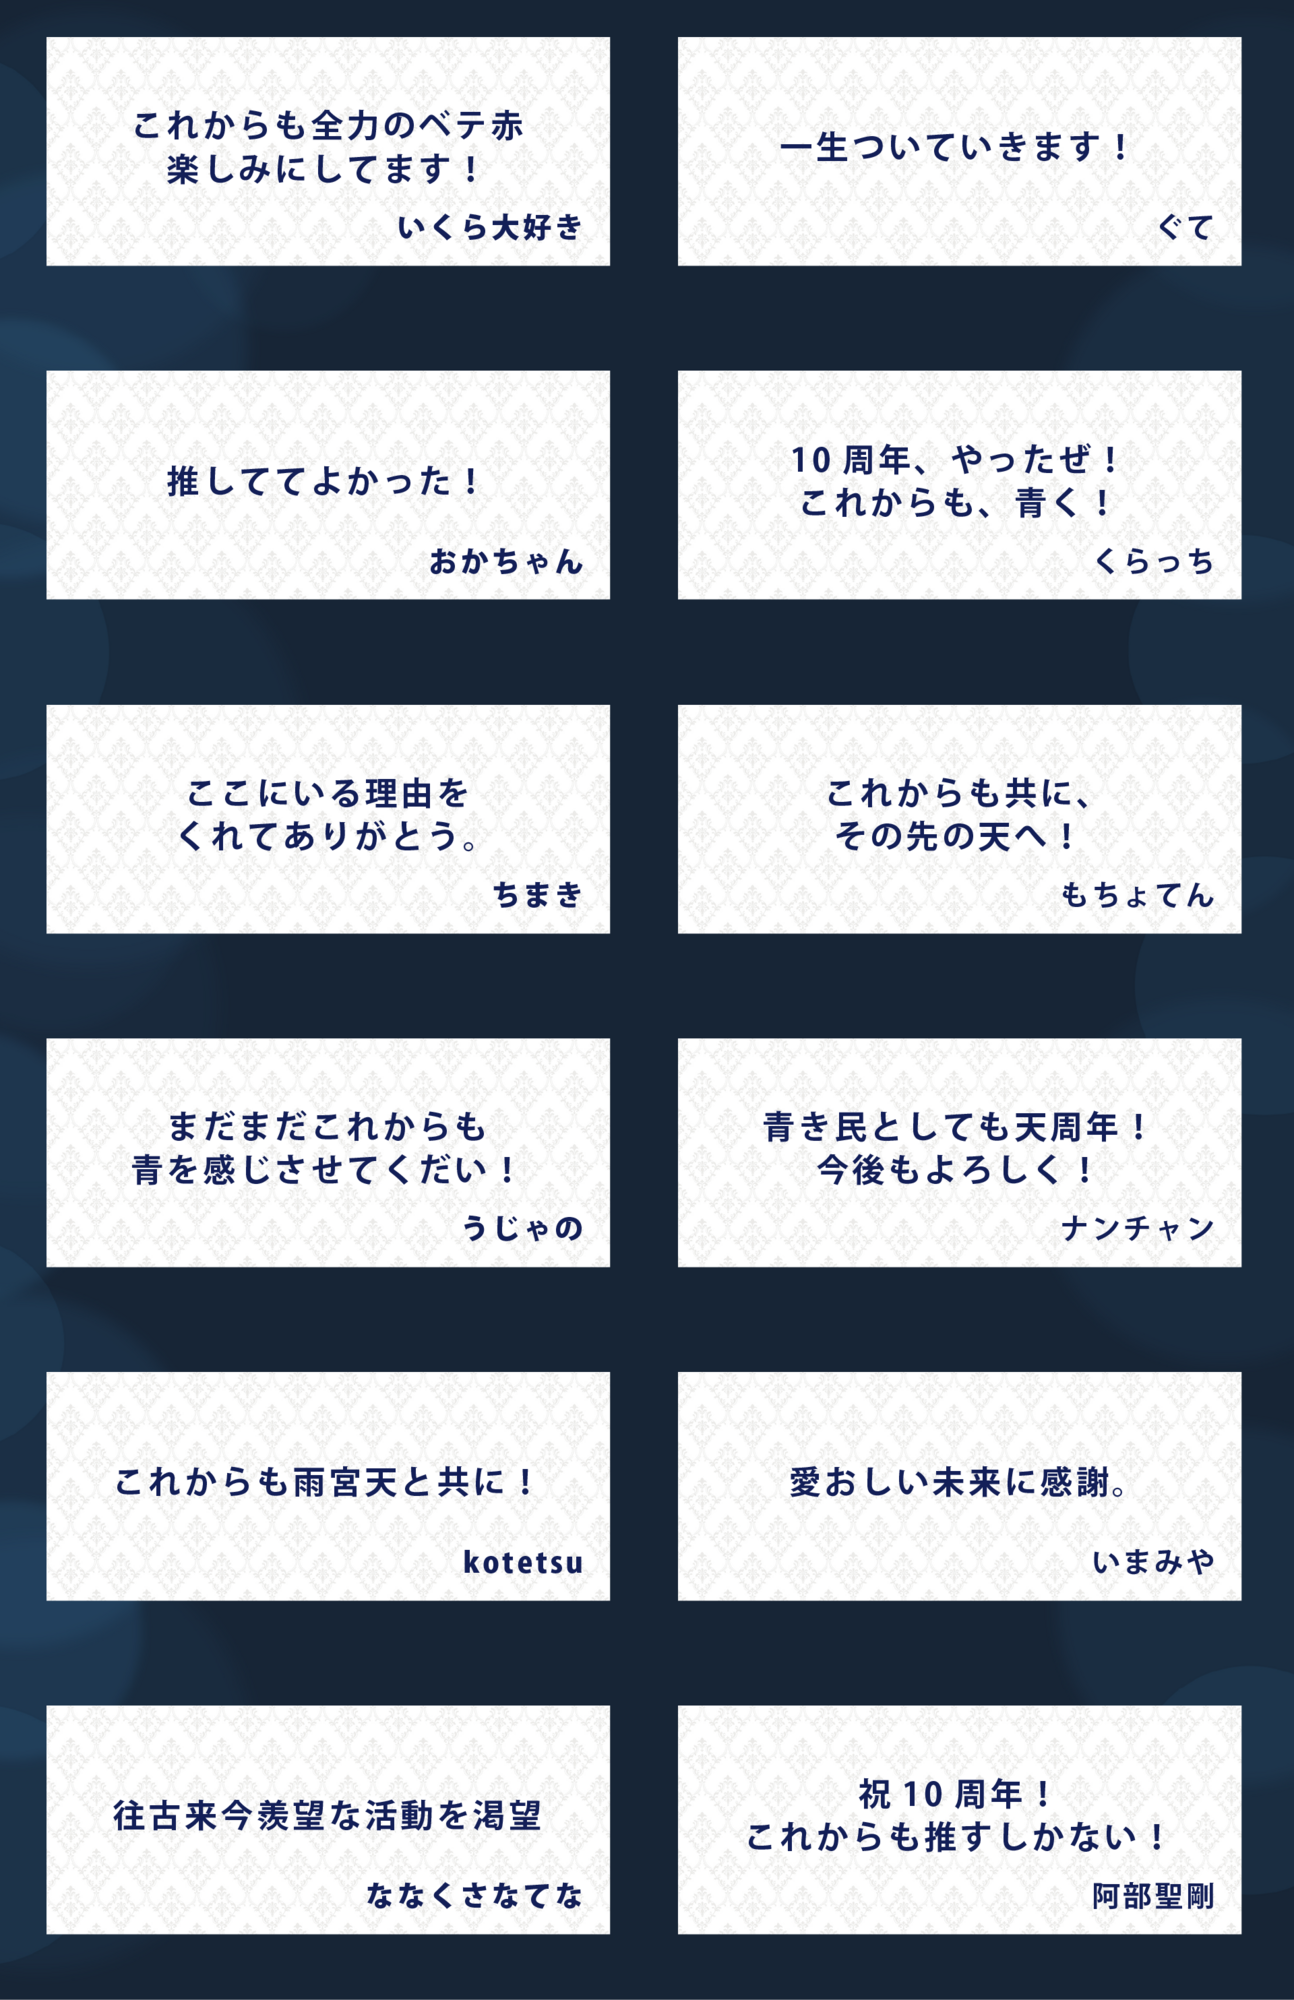 これからも全力のベテ赤
楽しみにしてます！
いくら大好き
一生ついていきます！
ぐて
推しててよかった！
おかちゃん
10周年、やったぜ！
これからも、青く！
くらっち
ここにいる理由を
くれてありがとう。
ちまき
これからも共に、
その先の天へ！
もちょてん
まだまだこれからも
青を感じさせてくだい！
うじゃの
青き民としても天周年！
今後もよろしく！
ナンチャン
これからも雨宮天と共に！
kotetsu
愛おしい未来に感謝。
いまみや
往古来今羨望な活動を渇望
ななくさなてな
祝10周年！
これからも推すしかない！
阿部聖剛